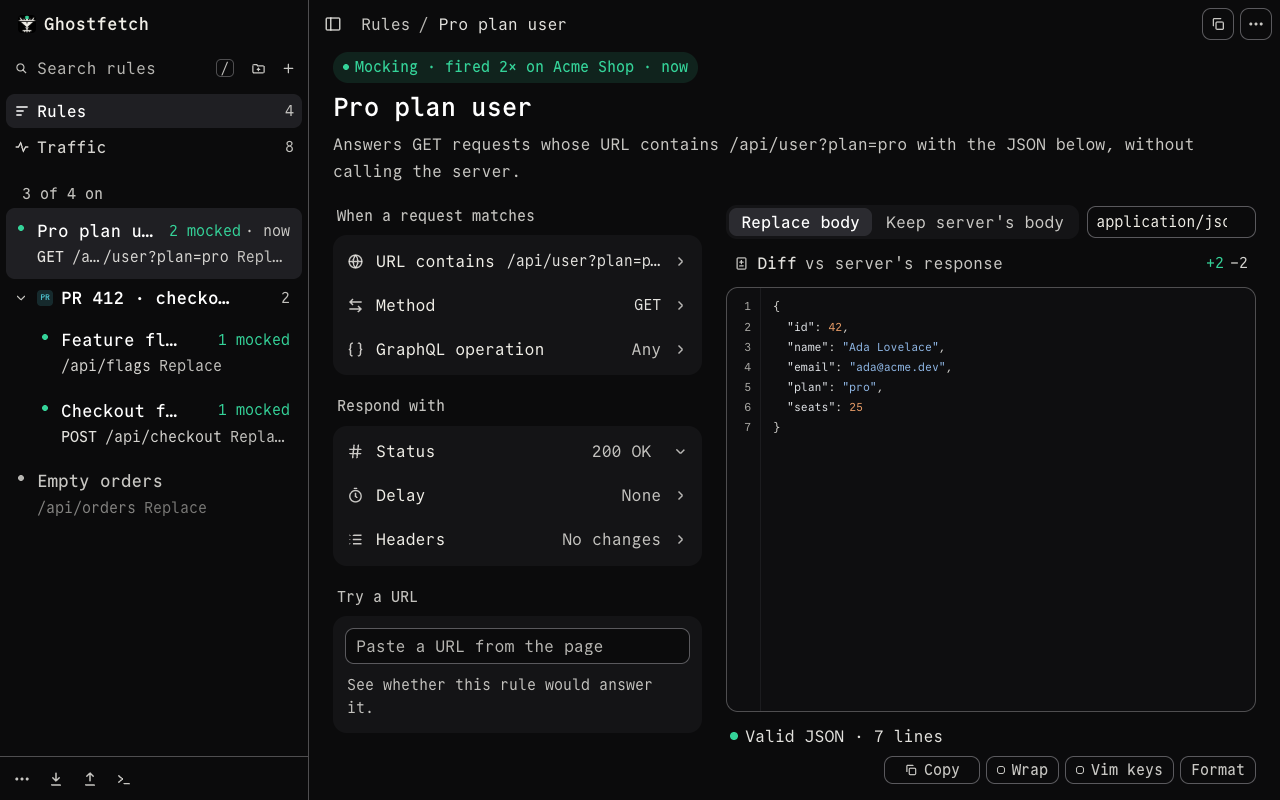 Ghostfetch
Search rules /
Rules 4
Traffic 8
3 of 4 on
Pro plan u… 2 mocked · now
GET /a…/user?plan=pro Repl…
PR PR 412 · checko… 2
Feature fl… 1 mocked
/api/flags Replace
Checkout f… 1 mocked
POST /api/checkout Repla…
Empty orders
/api/orders Replace
Rules / Pro plan user
Mocking · fired 2× on Acme Shop · now
Pro plan user
Answers GET requests whose URL contains /api/user?plan=pro with the JSON below, without
calling the server.
When a request matches
URL contains /api/user?plan=p…
Method GET
GraphQL operation Any
Respond with
Status 200 OK
Delay None
Headers No changes
Try a URL
Paste a URL from the page
See whether this rule would answer
it.
Replace body Keep server's body application/jsc
Diff vs server's response +2 −2
1 {
2 "id": 42,
3 "name": "Ada Lovelace",
4 "email": "ada@acme.dev",
5 "plan": "pro",
6 "seats": 25
7 }
Valid JSON · 7 lines
Copy Wrap Vim keys Format